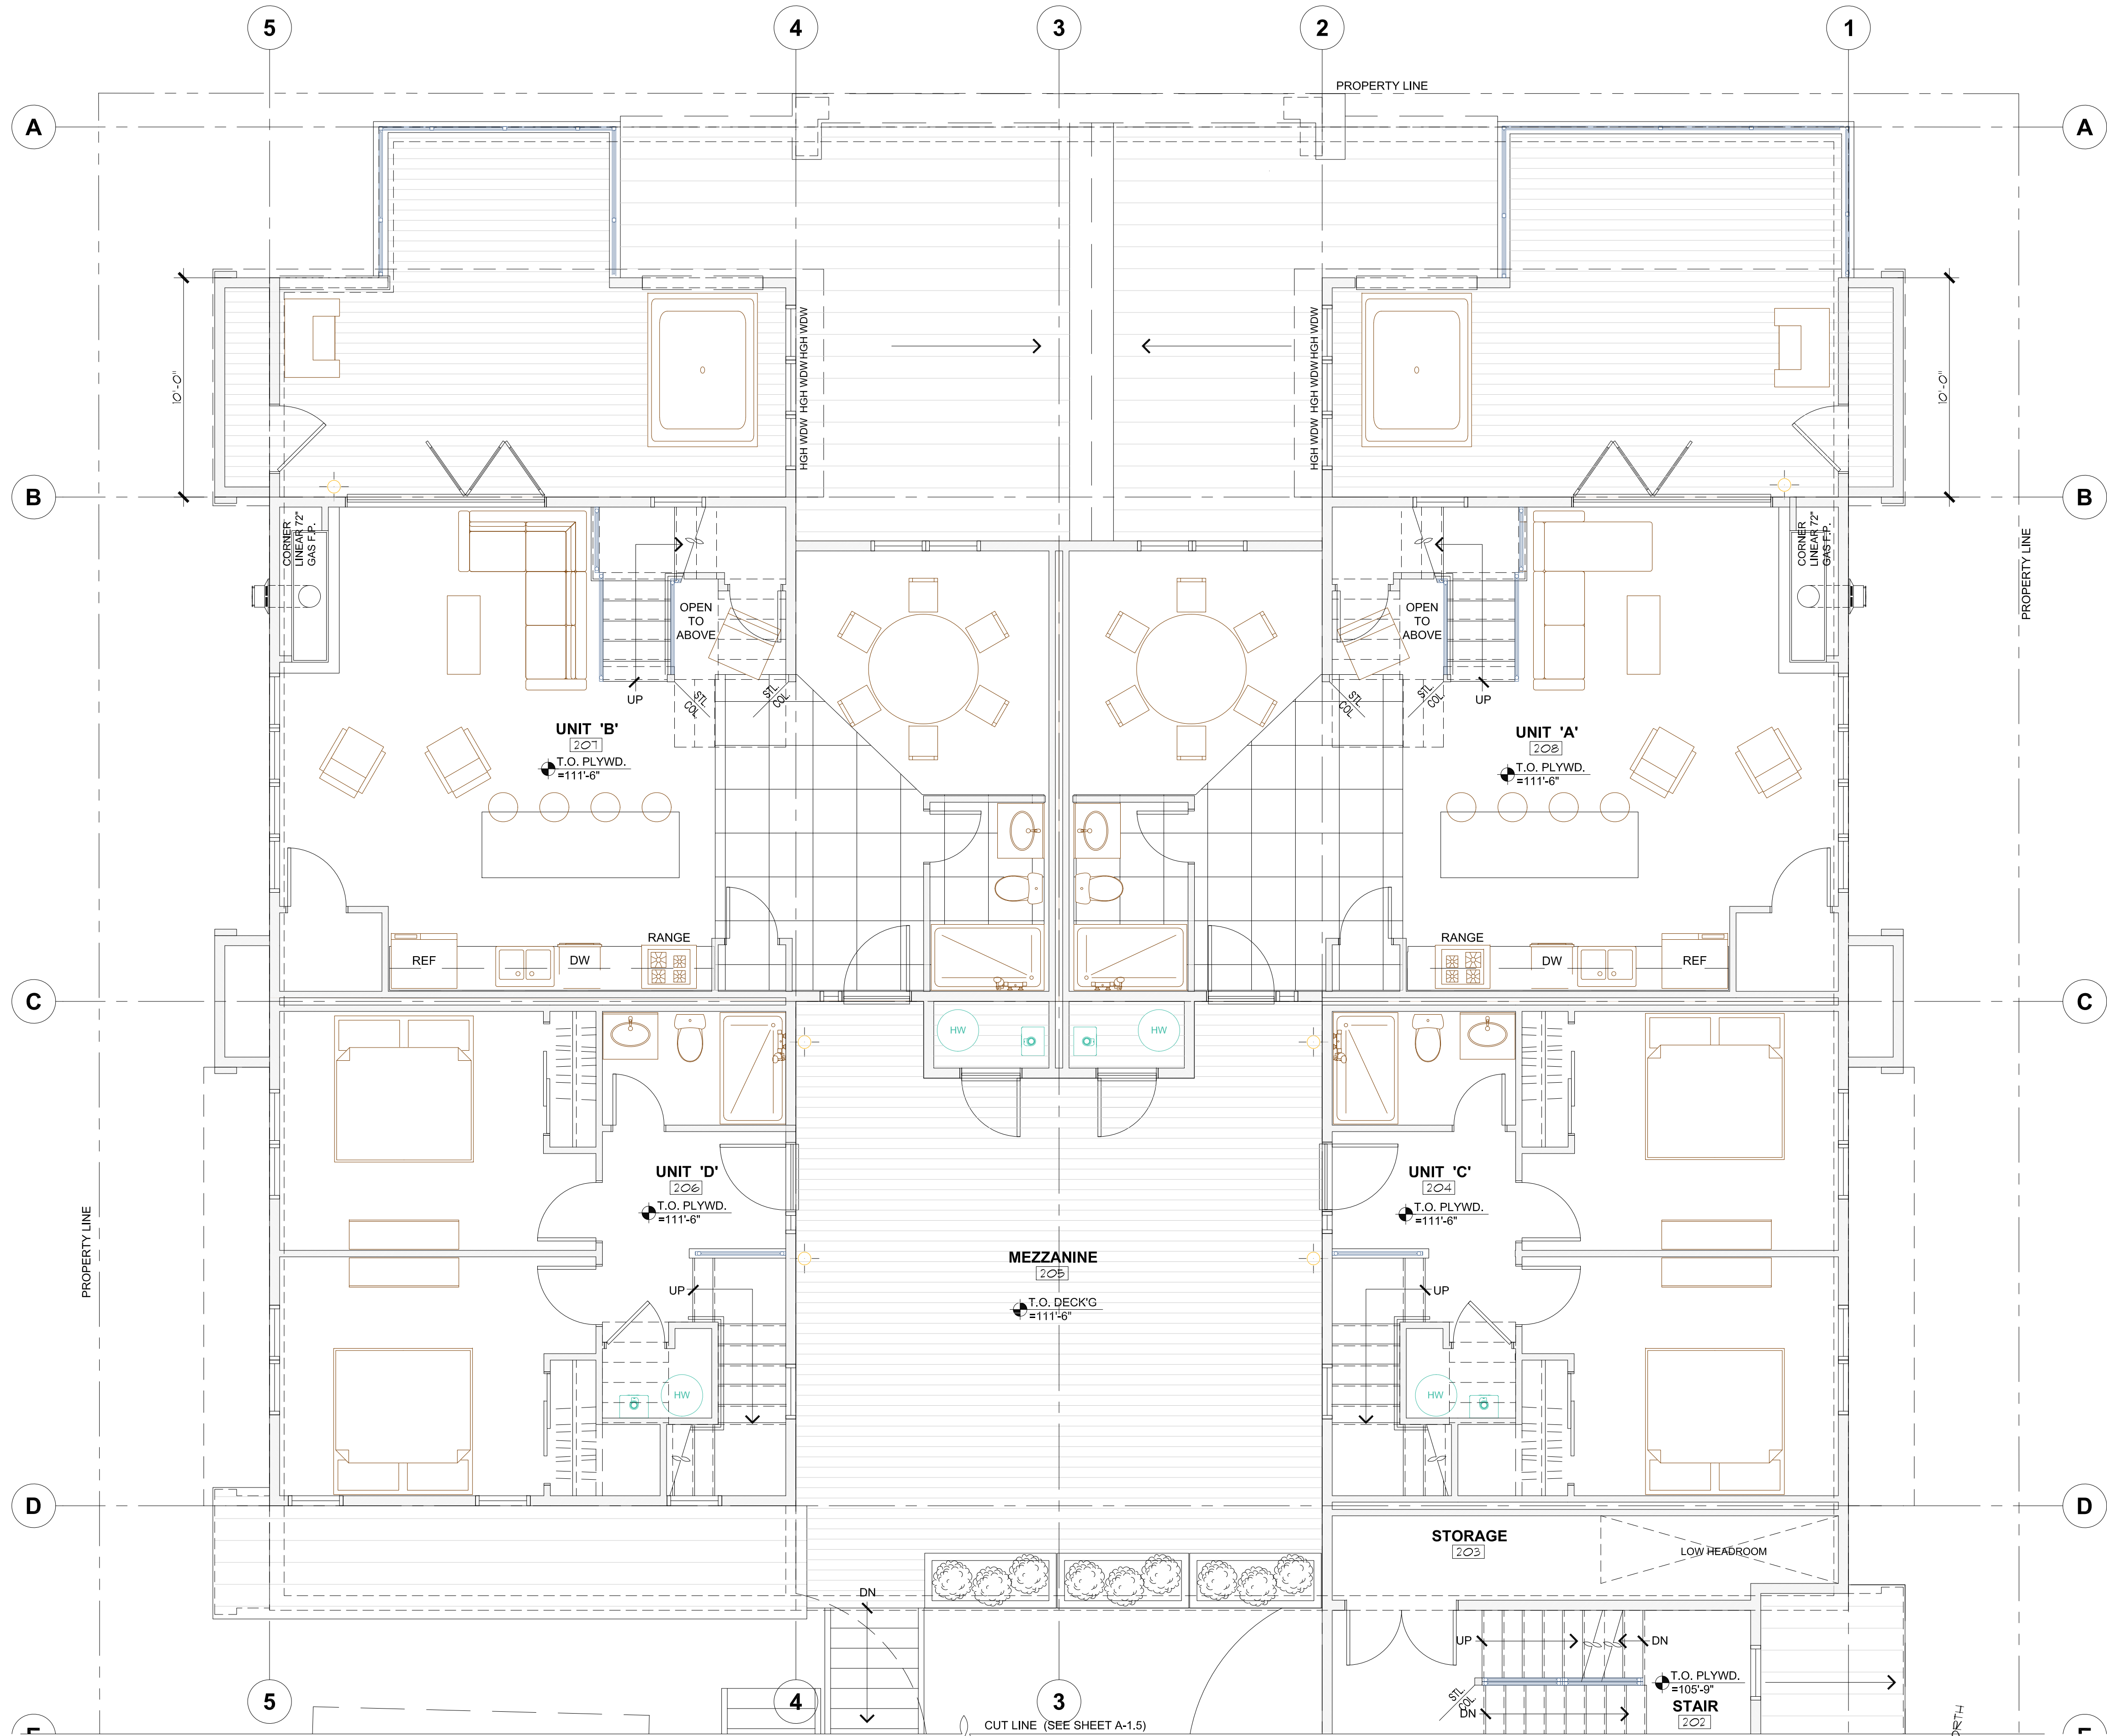 5
4
3
2
1
PROPERTY LINE
A
A
HGH WDW
HGH WDW
HGH WDW
HGH WDW
HGH WDW
HGH WDW
10'-0"
10'-0"
B
B
CORNER
LINEAR 72"
GAS F.P.
CORNER
LINEAR 72"
GAS F.P.
PROPERTY LINE
OPEN
TO
ABOVE
OPEN
TO
ABOVE
UP
STL
COL
STL
COL
STL
COL
STL
COL
UP
UNIT 'B'
207
T.O. PLYWD.
=111'-6"
UNIT 'A'
208
T.O. PLYWD.
=111'-6"
RANGE
REF
DW
RANGE
DW
REF
C
C
HW
HW
UNIT 'D'
206
T.O. PLYWD.
=111'-6"
UNIT 'C'
204
T.O. PLYWD.
=111'-6"
PROPERTY LINE
MEZZANINE
205
T.O. DECK'G
=111'-6"
UP
UP
HW
HW
D
D
STORAGE
203
LOW HEADROOM
DN
UP
DN
T.O. PLYWD.
=105'-9"
STL
COL
DN
STAIR
202
5
4
3
CUT LINE (SEE SHEET A-1.5)